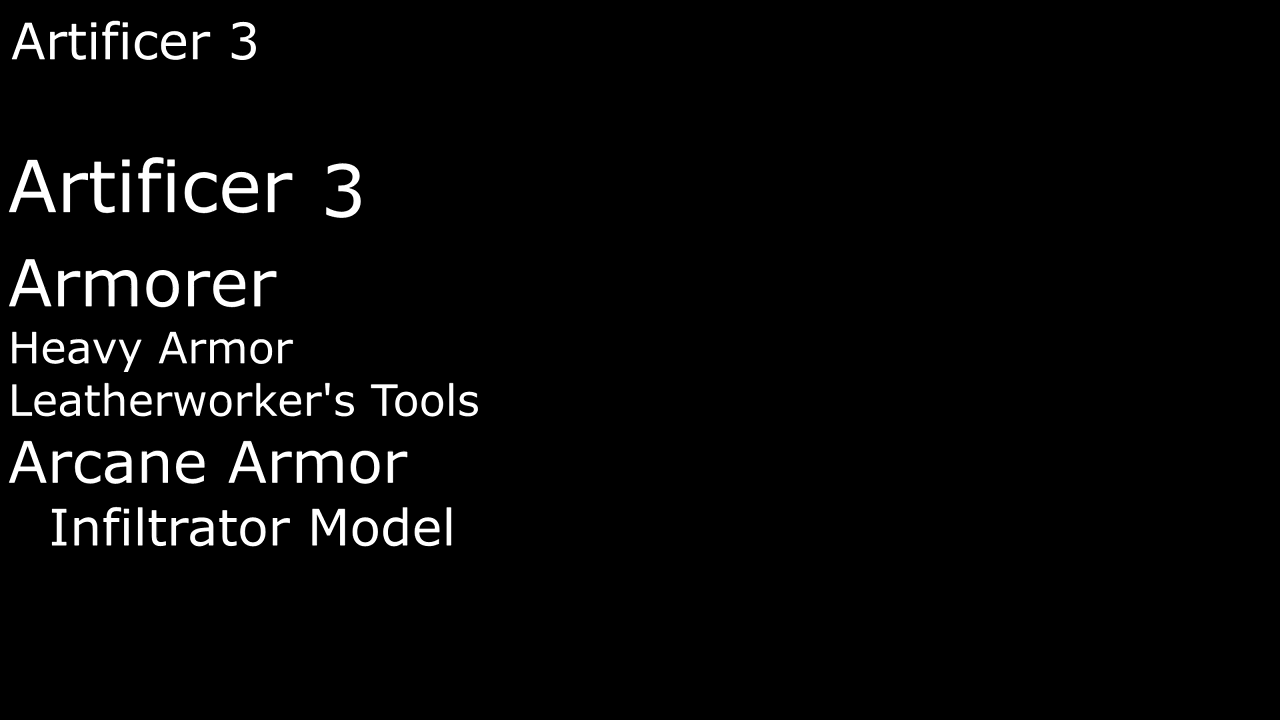 Artificer 3
Artificer 3
Armorer
Heavy Armor
Leatherworker's Tools
Arcane Armor
Infiltrator Model